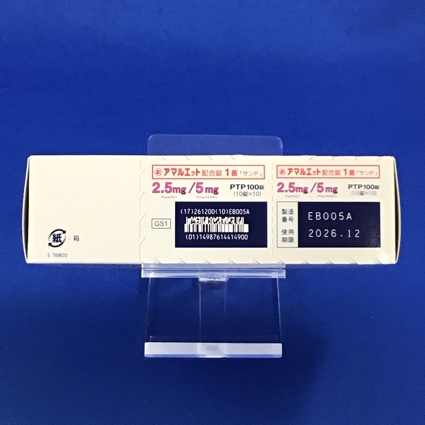 アマルエット配合錠1番「サンド」
2.5mg/5mg PTP100錠
(10錠×10)
(17)261200(10)EB005A
GS1
(01)14987614414900
アマルエット配合錠1番「サンド」
2.5mg/5mg PTP100錠
(10錠×10)
製造番号 EB005A
使用期限 2026.12
紙 箱